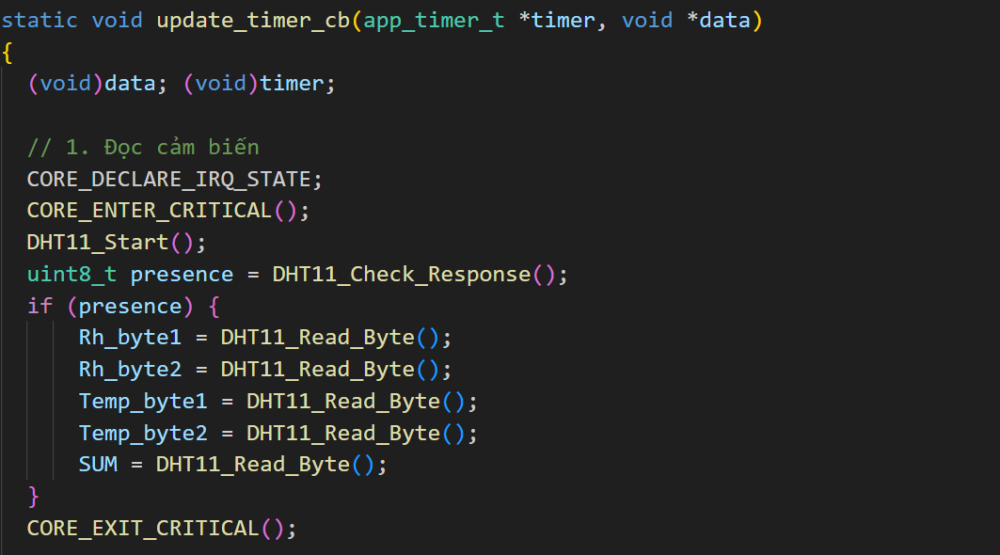 static void update_timer_cb(app_timer_t *timer, void *data)
{
(void)data; (void)timer;
// 1. Đọc cảm biến
CORE_DECLARE_IRQ_STATE;
CORE_ENTER_CRITICAL();
DHT11_Start();
uint8_t presence = DHT11_Check_Response();
if (presence) {
Rh_byte1 = DHT11_Read_Byte();
Rh_byte2 = DHT11_Read_Byte();
Temp_byte1 = DHT11_Read_Byte();
Temp_byte2 = DHT11_Read_Byte();
SUM = DHT11_Read_Byte();
}
CORE_EXIT_CRITICAL();